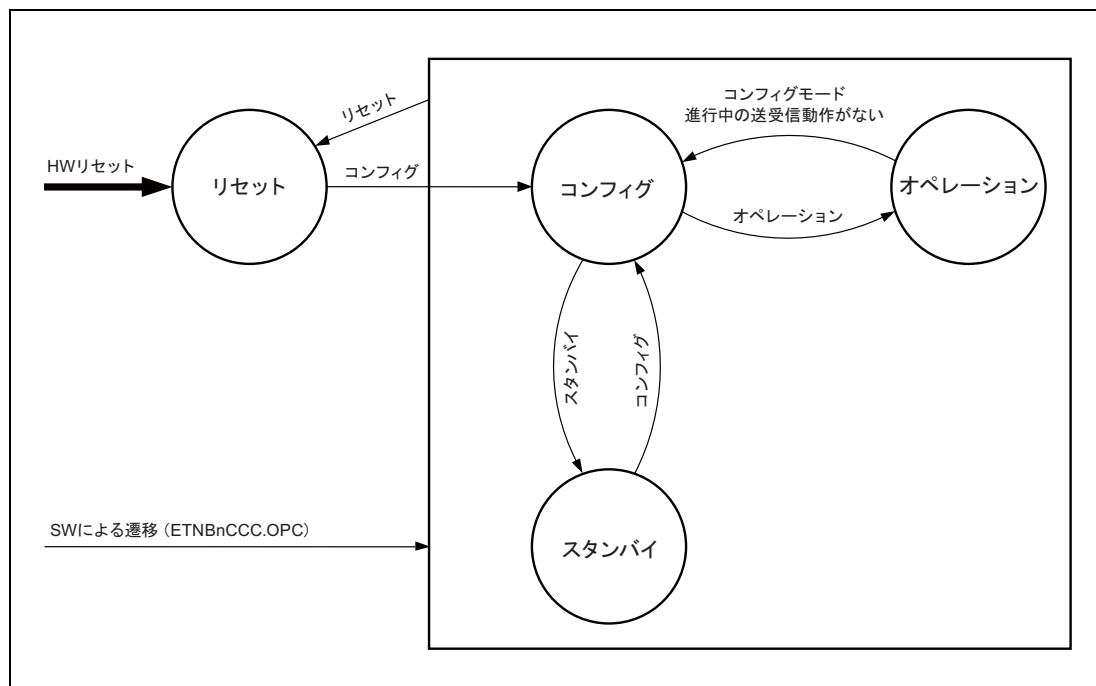 コンフィグモード
進行中の送受信動作がない
リセット
HWリセット
リセット
コンフィグ
コンフィグ
オペレーション
オペレーション
スタンバイ
コンフィグ
SWによる遷移（ETNBnCCC.OPC）
スタンバイ